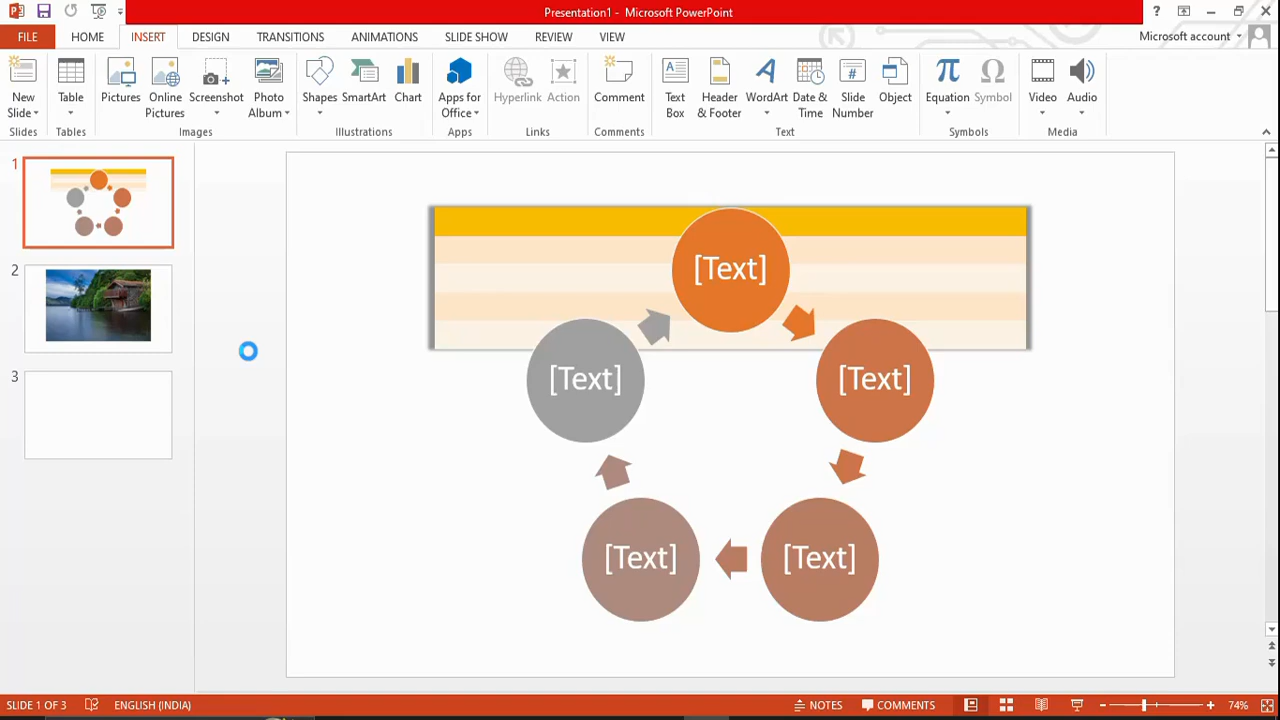 Presentation1 - Microsoft PowerPoint
?
FILE HOME INSERT DESIGN TRANSITIONS ANIMATIONS SLIDE SHOW REVIEW VIEW Microsoft account
New Slide Table Pictures Online Pictures Screenshot Photo Album Shapes SmartArt Chart Apps for Office Hyperlink Action Comment Text Box Header & Footer WordArt Date & Time Slide Number Object Equation Symbol Video Audio
Slides Tables Images Illustrations Apps Links Comments Text Symbols Media
1
2
3
[Text]
[Text]
[Text]
[Text]
[Text]
SLIDE 1 OF 3 ENGLISH (INDIA) NOTES COMMENTS 74%